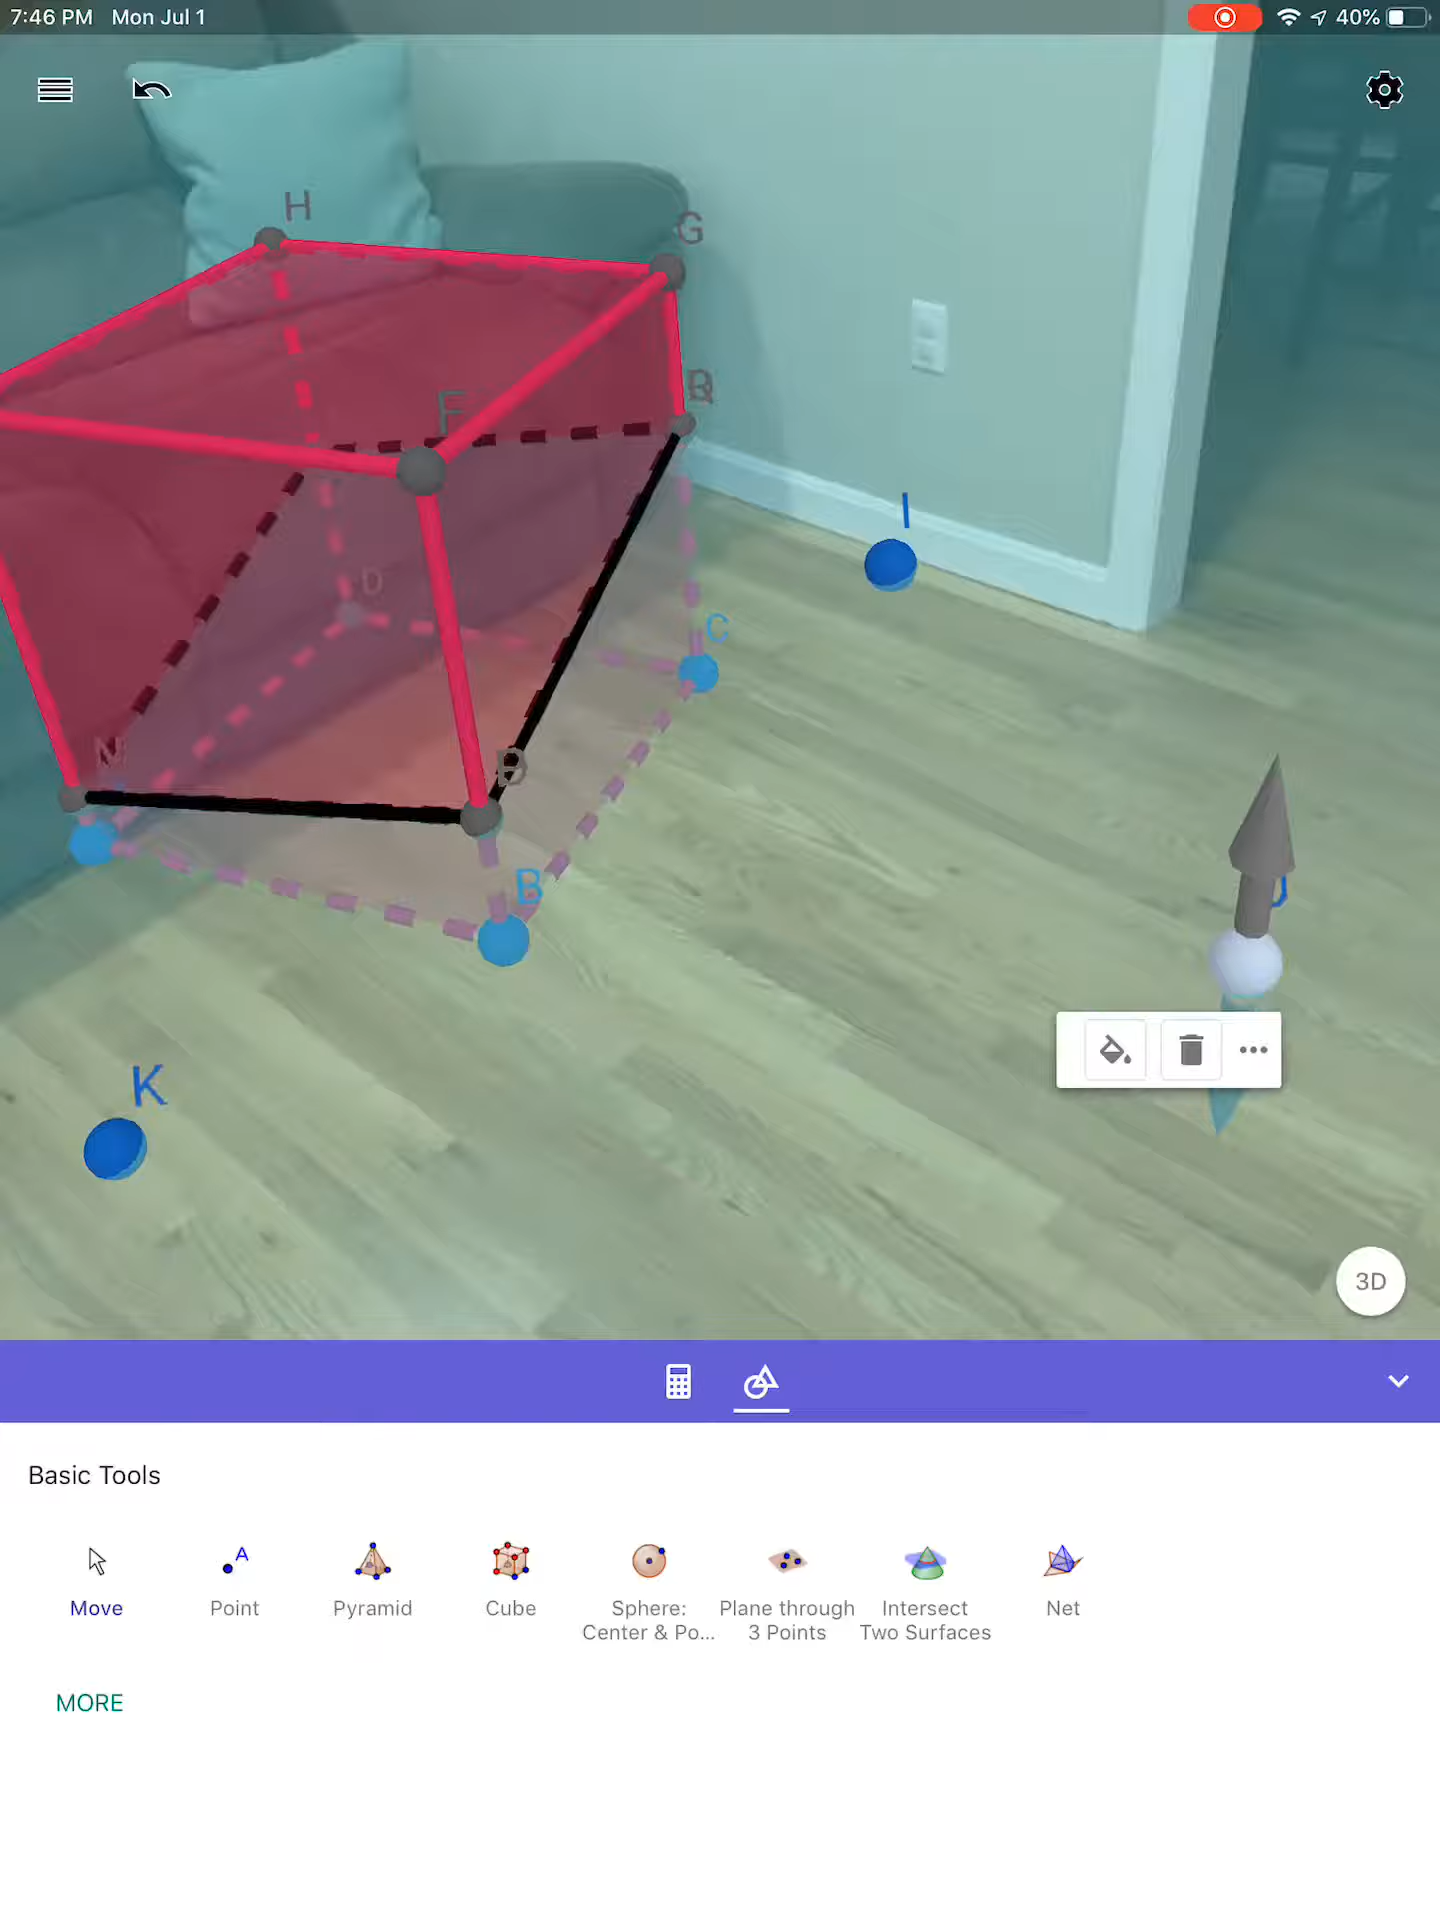 7:46 PM Mon Jul 1
40%
H
G
F
I
D
C
N
B
K
J
3D
Basic Tools
A
Move
Point
Pyramid
Cube
Sphere:
Center & Po...
Plane through
3 Points
Intersect
Two Surfaces
Net
MORE